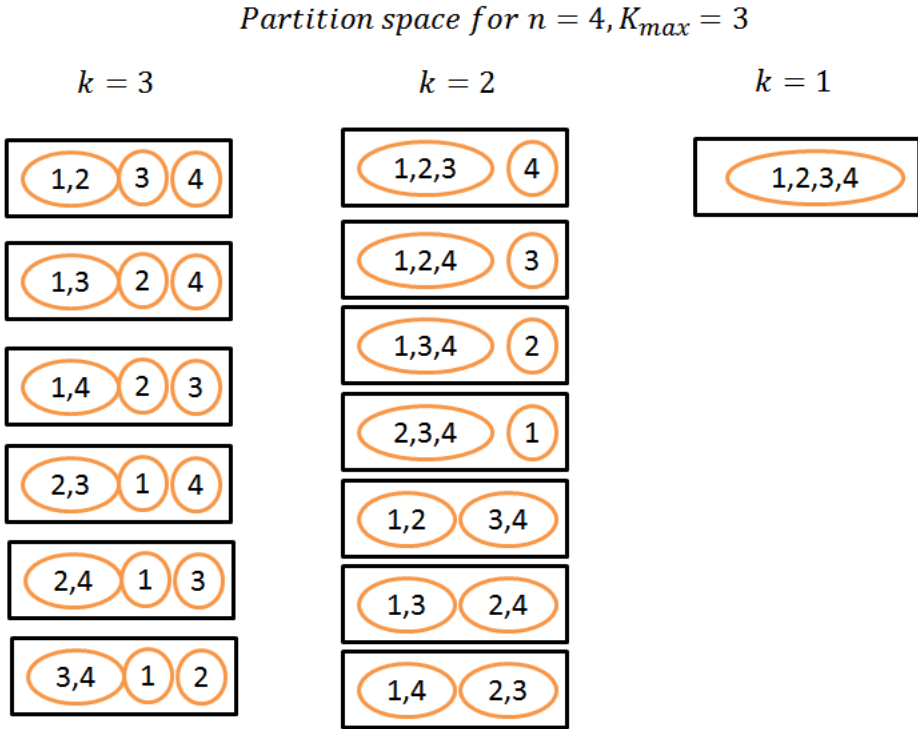 Partition space for n = 4, K_max = 3
k = 3
k = 2
k = 1
1,2 3 4
1,3 2 4
1,4 2 3
2,3 1 4
2,4 1 3
3,4 1 2
1,2,3 4
1,2,4 3
1,3,4 2
2,3,4 1
1,2 3,4
1,3 2,4
1,4 2,3
1,2,3,4